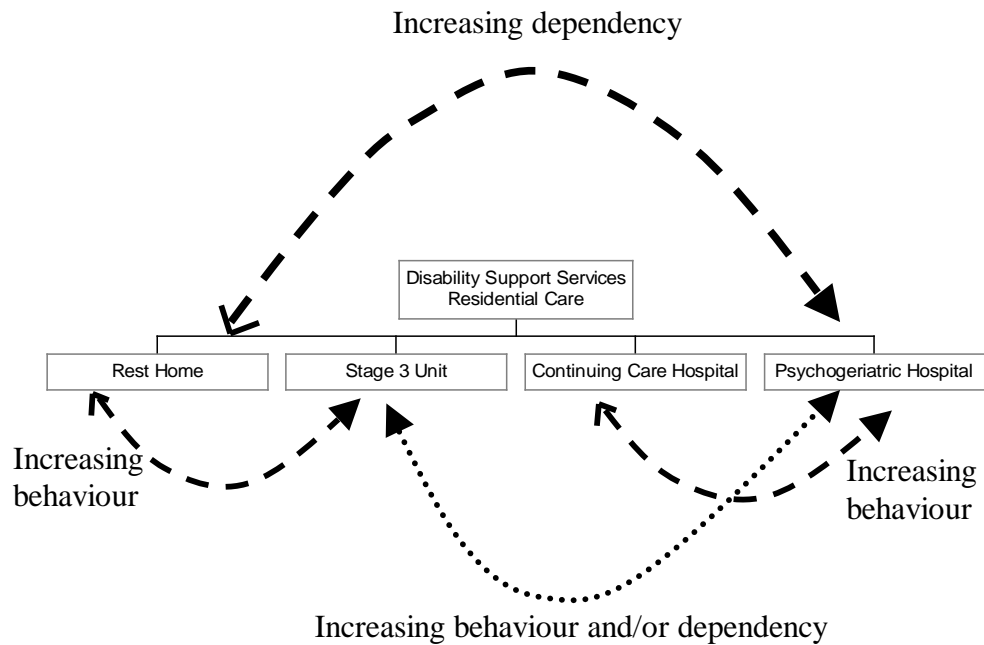 Increasing dependency
Disability Support Services
Residential Care
Rest Home
Stage 3 Unit
Continuing Care Hospital
Psychogeriatric Hospital
Increasing
behaviour
Increasing
behaviour
Increasing behaviour and/or dependency